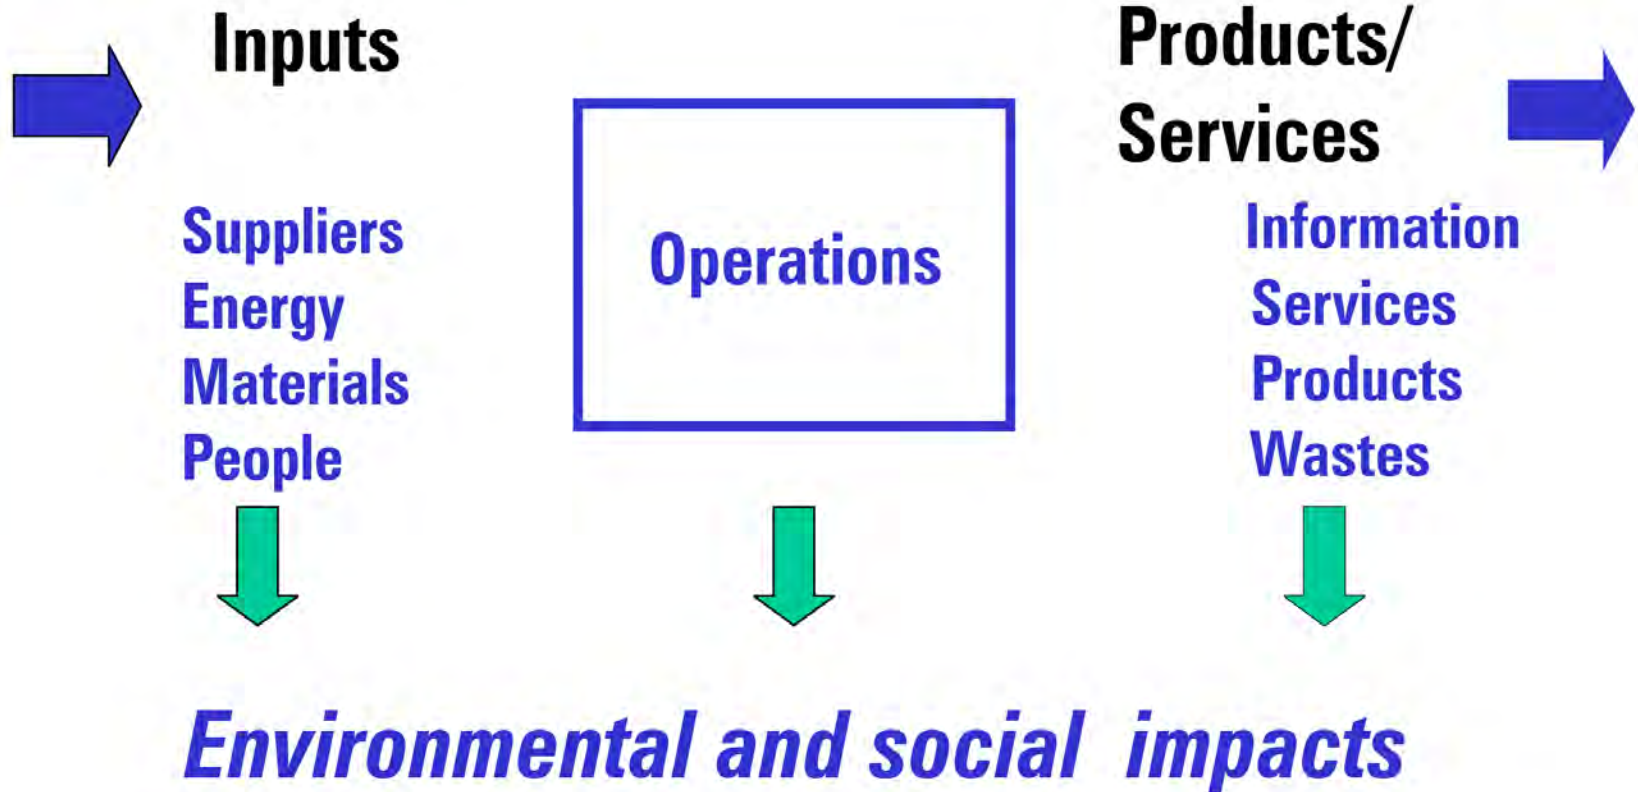 Inputs
Suppliers
Energy
Materials
People
Operations
Products/
Services
Information
Services
Products
Wastes
Environmental and social impacts